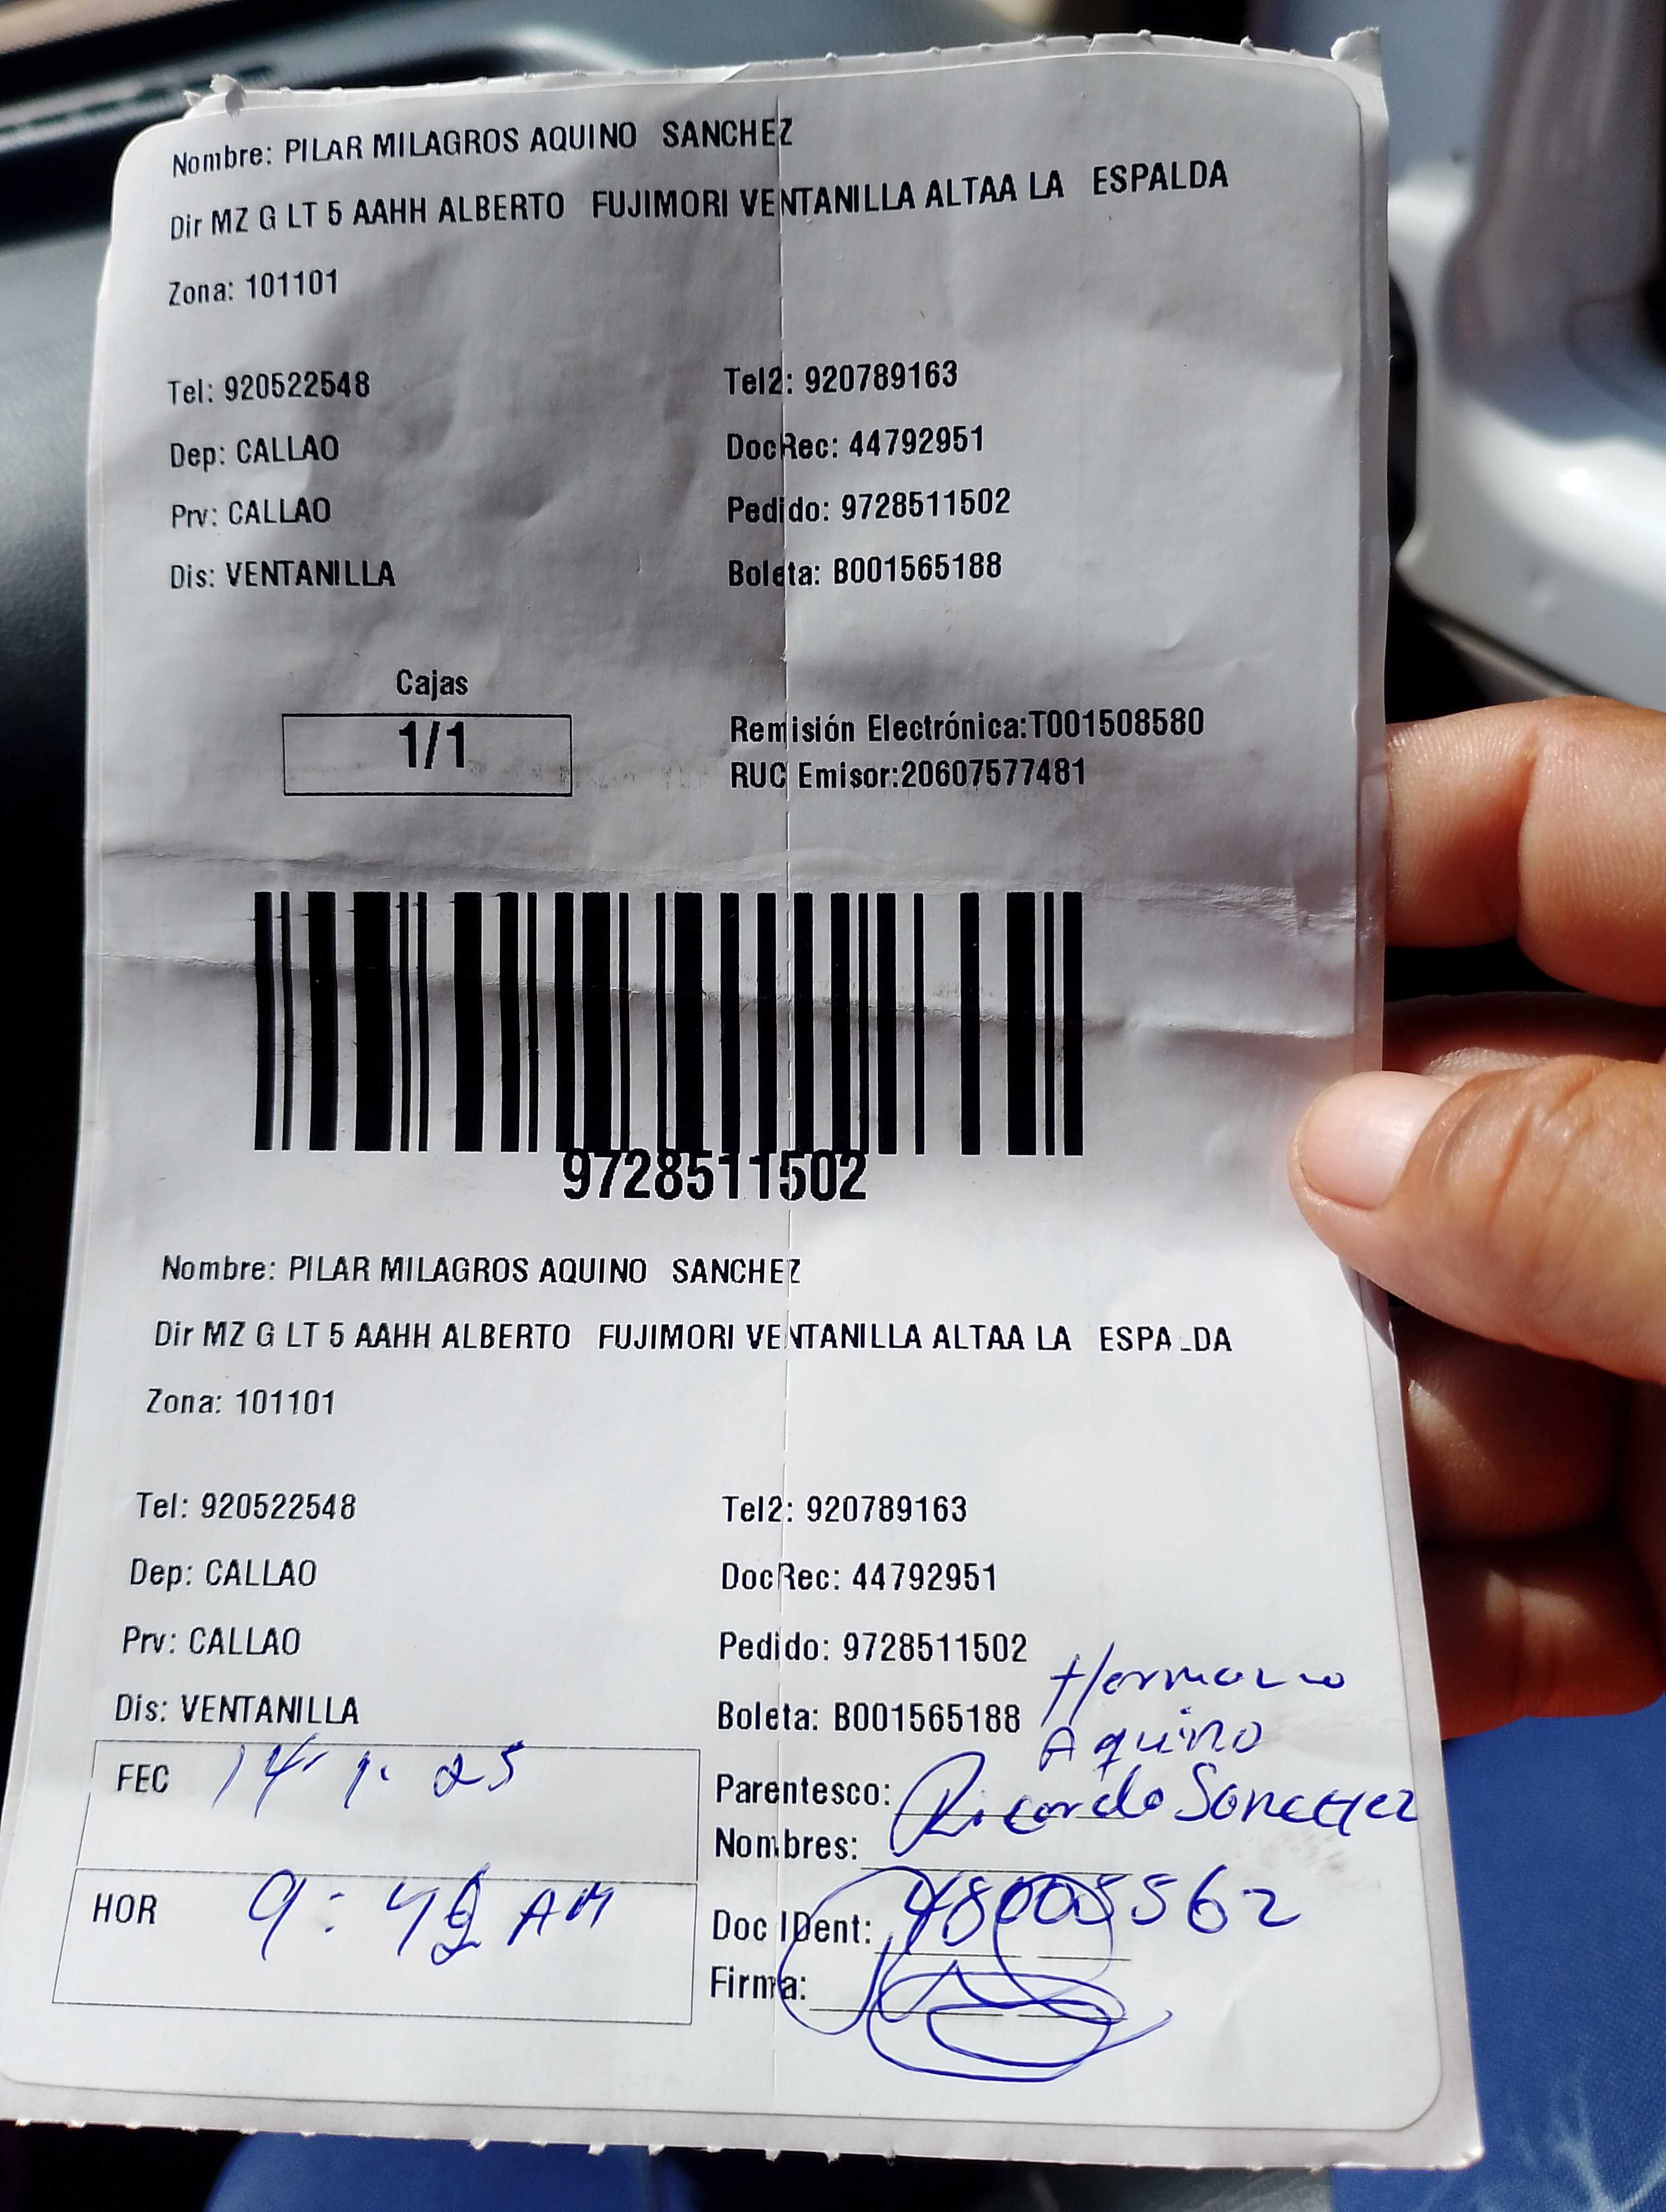 Nombre: PILAR MILAGROS AQUINO SANCHEZ
Dir MZ G LT 5 AAHH ALBERTO FUJIMORI VENTANILLA ALTAA LA ESPALDA
Zona: 101101
Tel: 920522548 Tel2: 920789163
Dep: CALLAO DocRec: 44792951
Prv: CALLAO Pedido: 9728511502
Dis: VENTANILLA Boleta: B001565188
Cajas
1/1
Remisión Electrónica:T001508580
RUC Emisor:20607577481
9728511502
Nombre: PILAR MILAGROS AQUINO SANCHEZ
Dir MZ G LT 5 AAHH ALBERTO FUJIMORI VENTANILLA ALTAA LA ESPALDA
Zona: 101101
Tel: 920522548 Tel2: 920789163
Dep: CALLAO DocRec: 44792951
Prv: CALLAO Pedido: 9728511502
Dis: VENTANILLA Boleta: B001565188
Hermano
Aquino
FEC 14 1. 25
Parentesco: Ricardo Sanchez
Nombres:
HOR 9: AM
Doc IDent: 48005562
Firma: